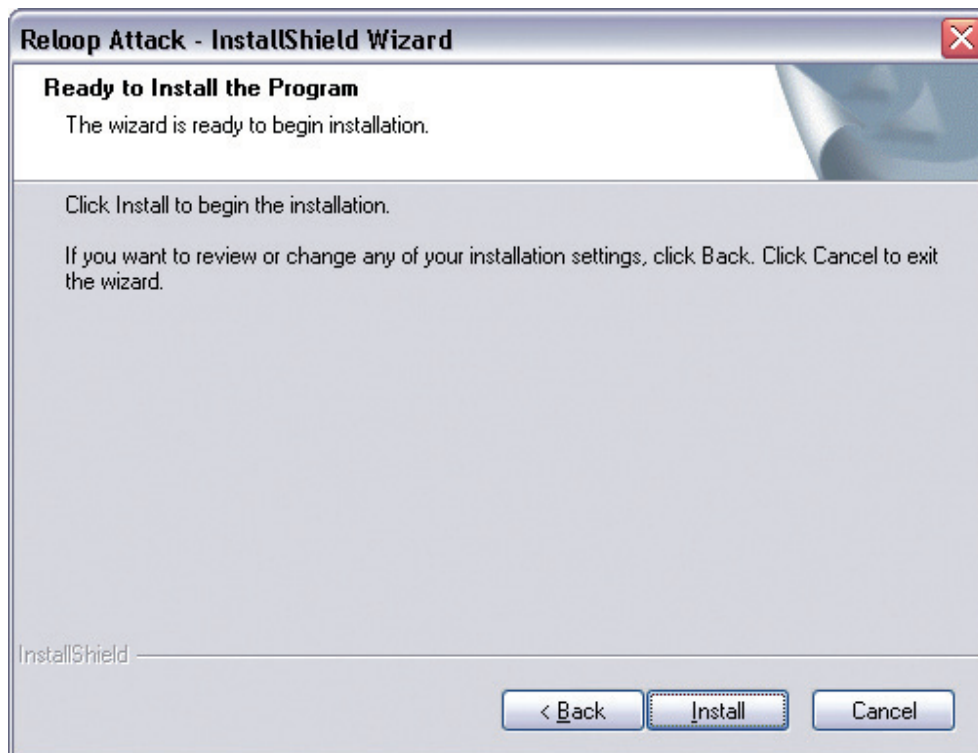 Reloop Attack - InstallShield Wizard
Ready to Install the Program
The wizard is ready to begin installation.
Click Install to begin the installation.
If you want to review or change any of your installation settings, click Back. Click Cancel to exit
the wizard.
InstallShield
< Back
Install
Cancel